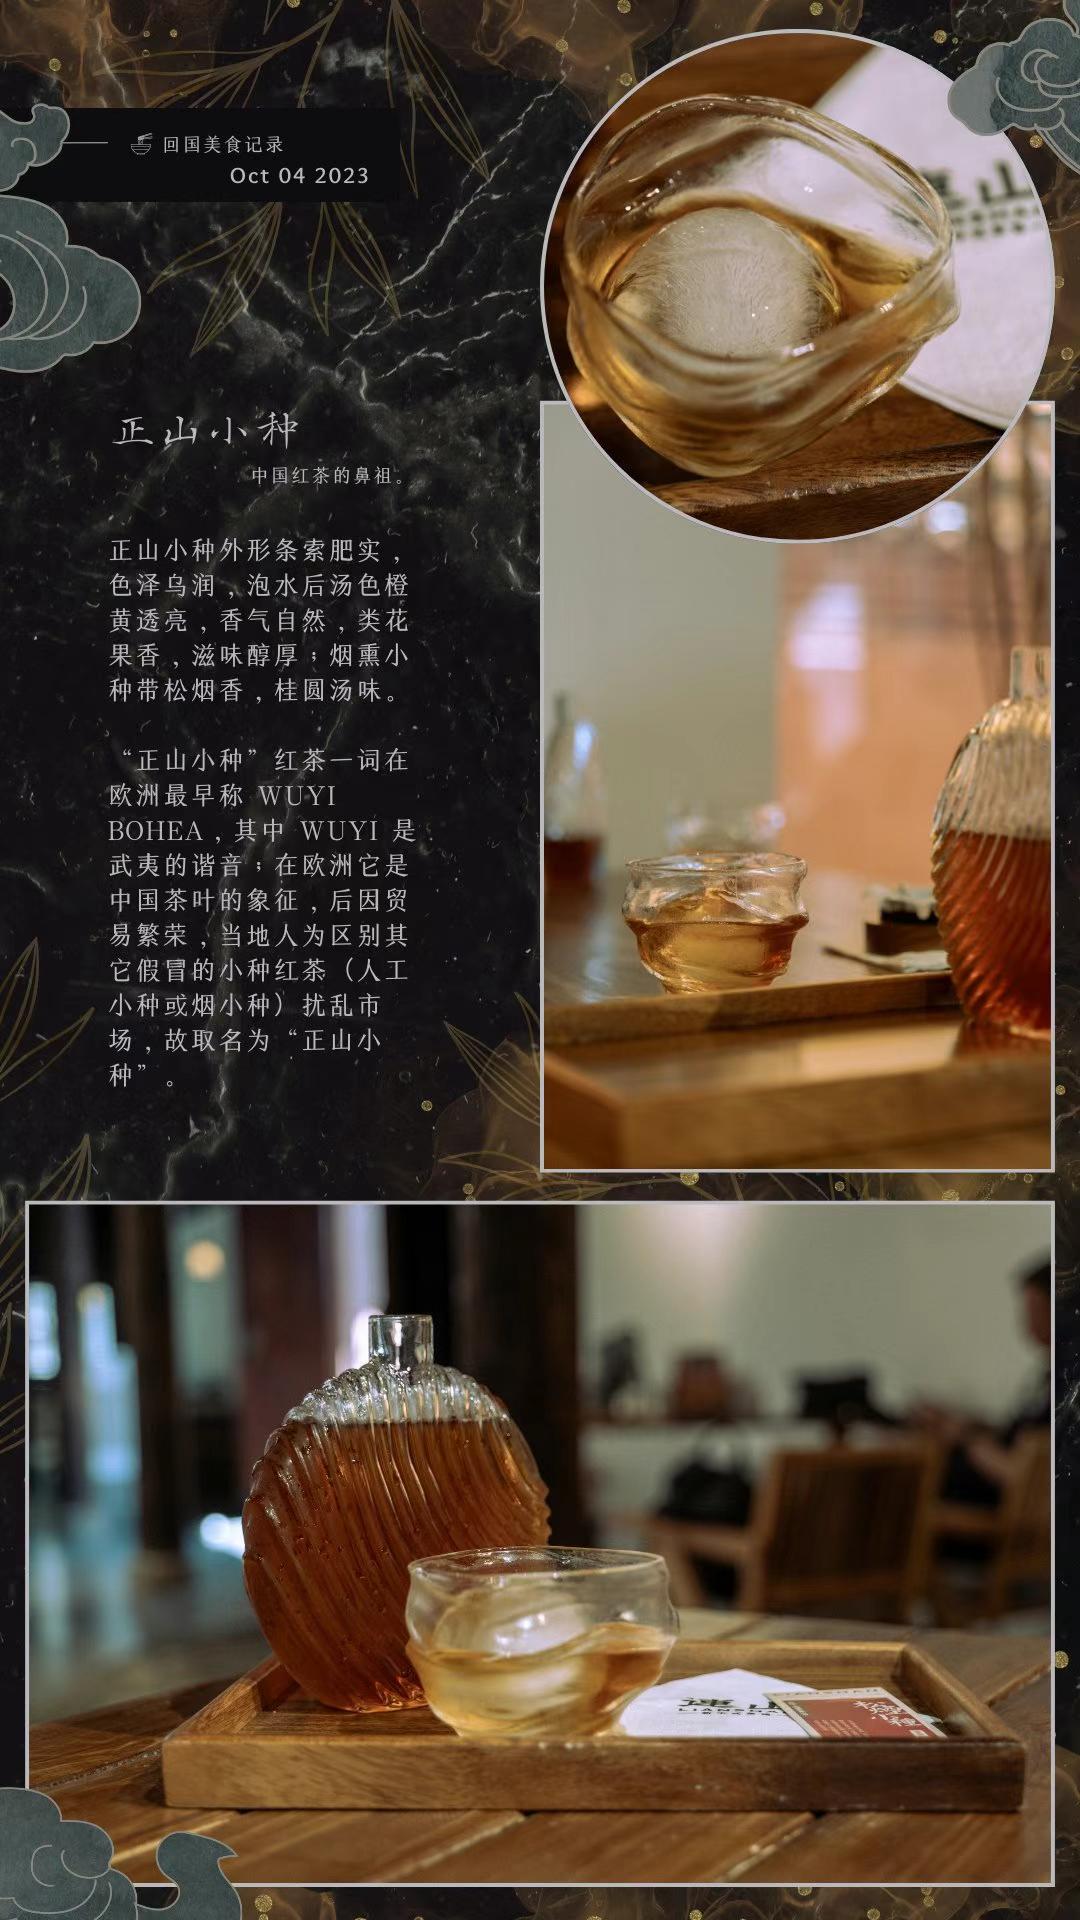 回国美食记录
Oct 04 2023
正山小种
中国红茶的鼻祖。
正山小种外形条索肥实，
色泽乌润，泡水后汤色橙
黄透亮，香气自然，类花
果香，滋味醇厚；烟熏小
种带松烟香，桂圆汤味。
“正山小种”红茶一词在
欧洲最早称 WUYI
BOHEA，其中 WUYI 是
武夷的谐音；在欧洲它是
中国茶叶的象征，后因贸
易繁荣，当地人为区别其
它假冒的小种红茶（人工
小种或烟小种）扰乱市
场，故取名为“正山小
种”。
連山
LIANSHAN